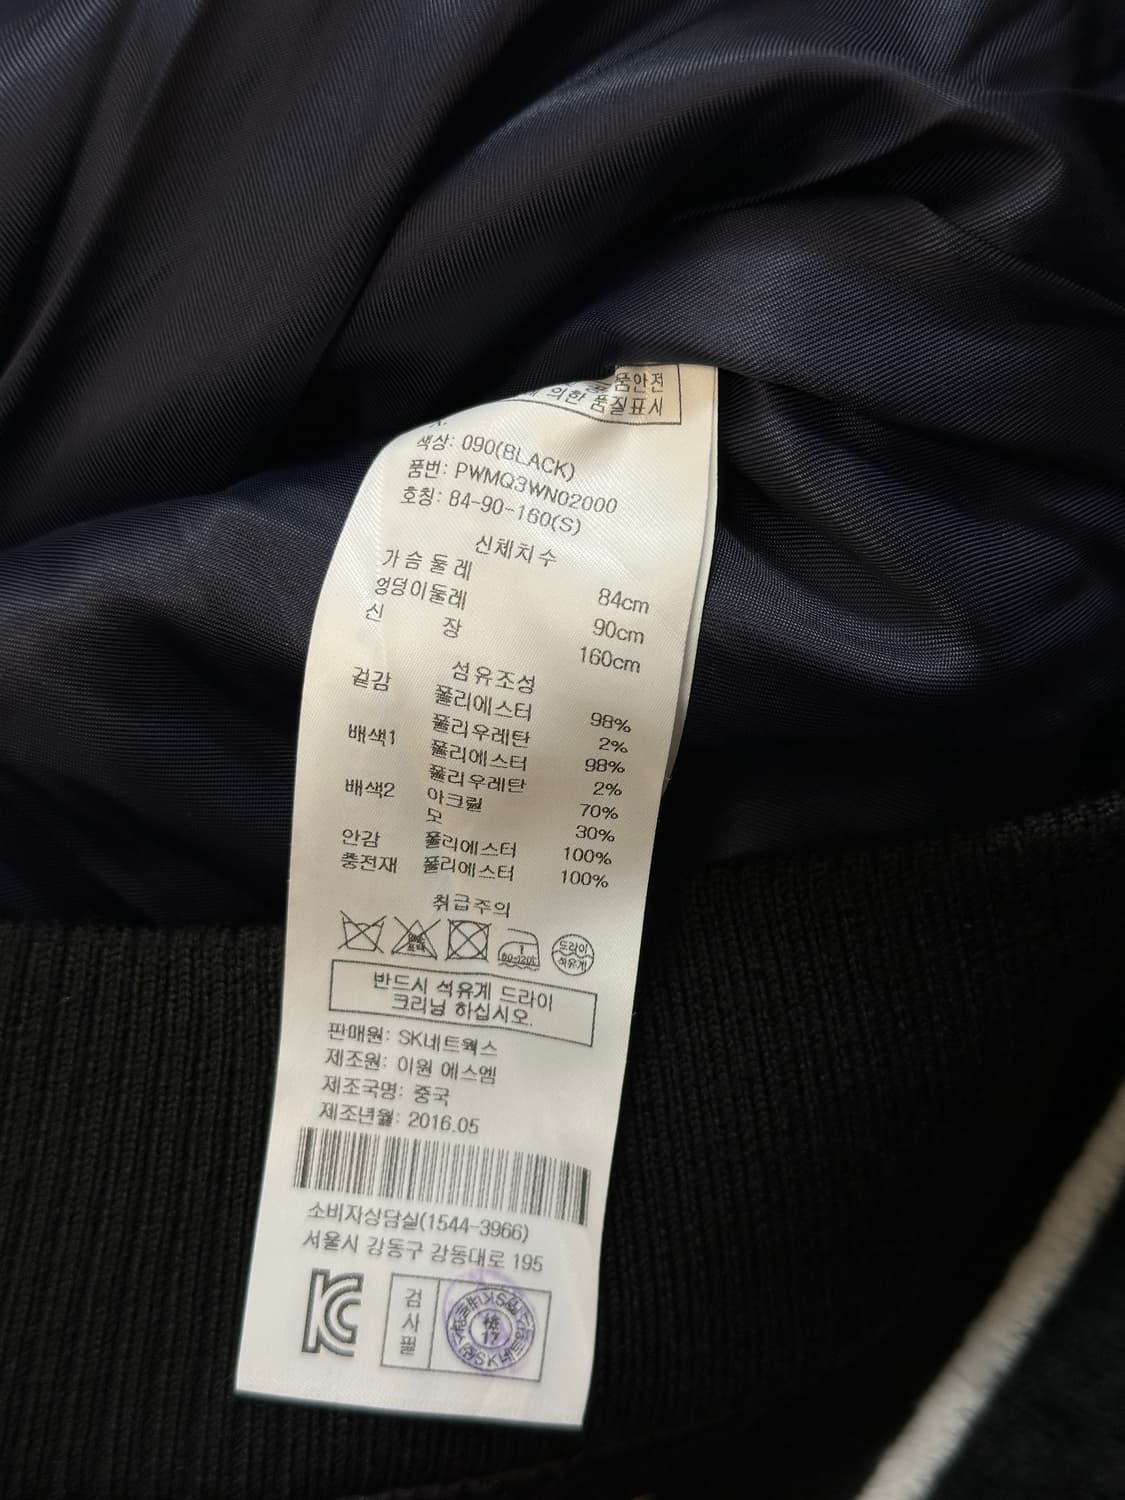 품안전
의한 품질표시
색상: 090(BLACK)
품번: PWMQ3WN02000
호칭: 84-90-160(S)
신체치수
가슴둘레 84cm
엉덩이둘레 90cm
신 장 160cm
섬유조성
겉감 폴리에스터 98%
폴리우레탄 2%
배색1 폴리에스터 98%
폴리우레탄 2%
배색2 아크릴 70%
모 30%
안감 폴리에스터 100%
충전재 폴리에스터 100%
취급주의
드라이
석유계
반드시 석유계 드라이
크리닝 하십시오.
판매원: SK네트웍스
제조원: 이원 에스엠
제조국명: 중국
제조년월: 2016.05
소비자상담실(1544-3966)
서울시 강동구 강동대로 195
검사필
17